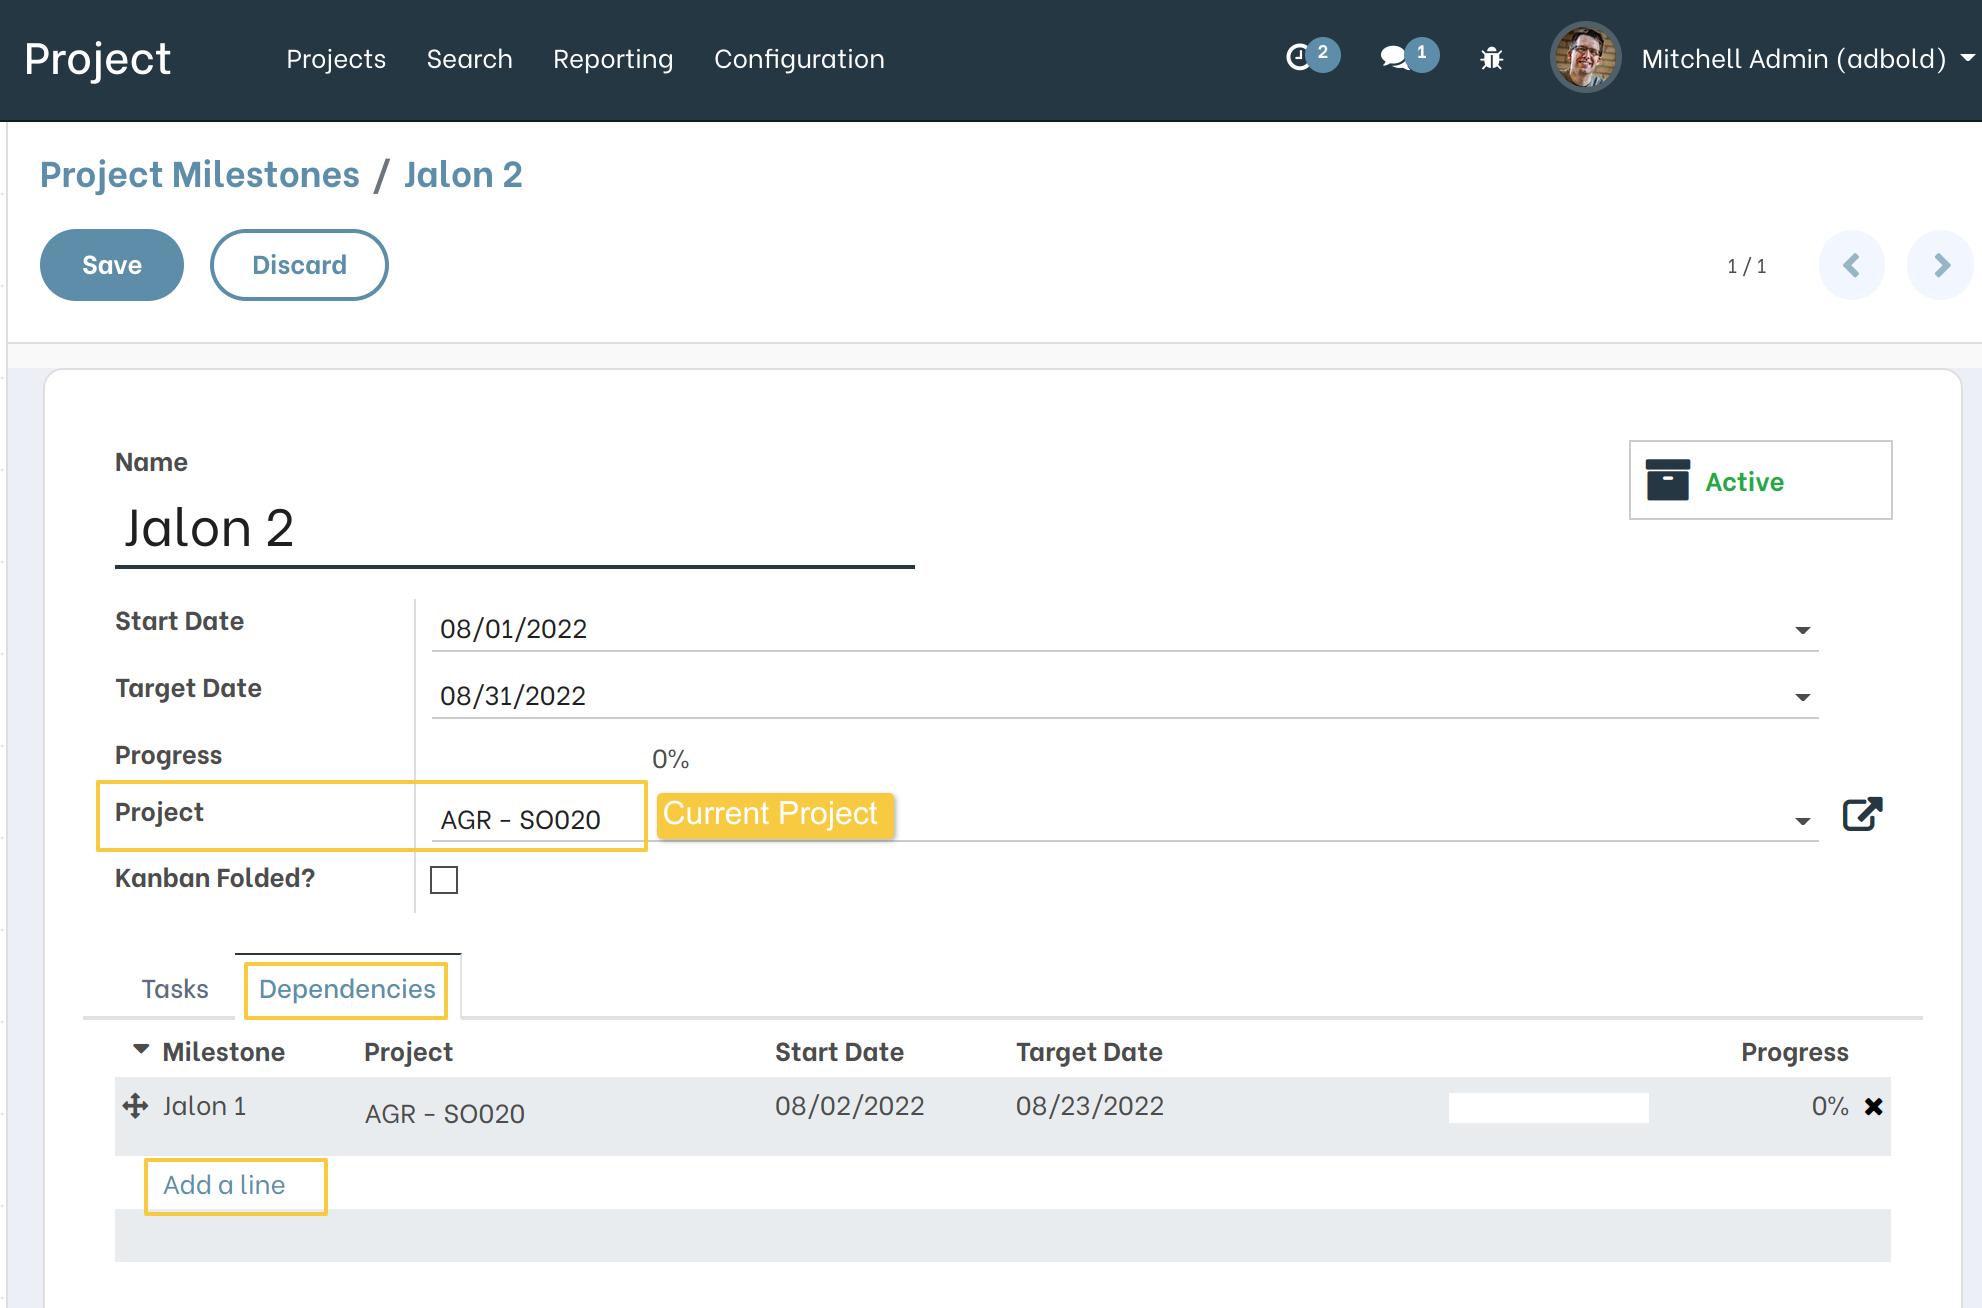 Project Projects Search Reporting Configuration 2 1 Mitchell Admin (adbold)
Project Milestones / Jalon 2
Save Discard 1 / 1
Name
Active
Jalon 2
Start Date 08/01/2022
Target Date 08/31/2022
Progress 0%
Project AGR - SO020 Current Project
Kanban Folded?
Tasks Dependencies
Milestone Project Start Date Target Date Progress
Jalon 1 AGR - SO020 08/02/2022 08/23/2022 0%
Add a line